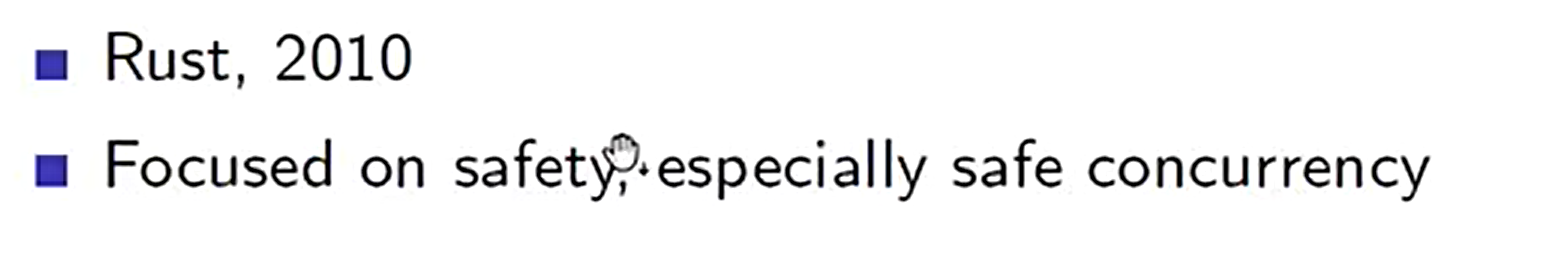 Rust, 2010
Focused on safety, especially safe concurrency